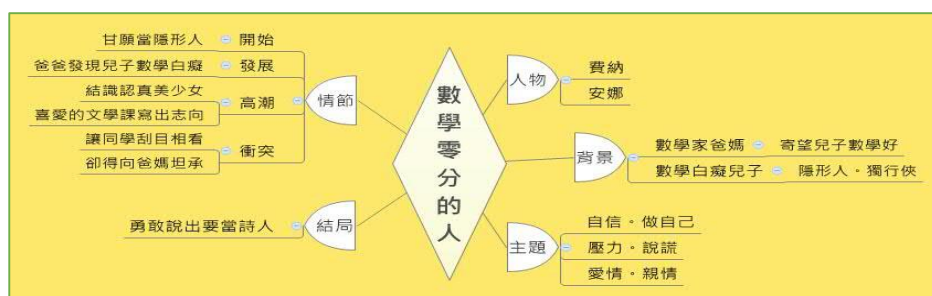 數學零分的人
情節
開始
甘願當隱形人
發展
爸爸發現兒子數學白癡
高潮
結識認真美少女
喜愛的文學課寫出志向
衝突
讓同學刮目相看
卻得向爸媽坦承
結局
勇敢說出要當詩人
人物
費納
安娜
背景
數學家爸媽
寄望兒子數學好
數學白癡兒子
隱形人。獨行俠
主題
自信。做自己
壓力。說謊
愛情。親情